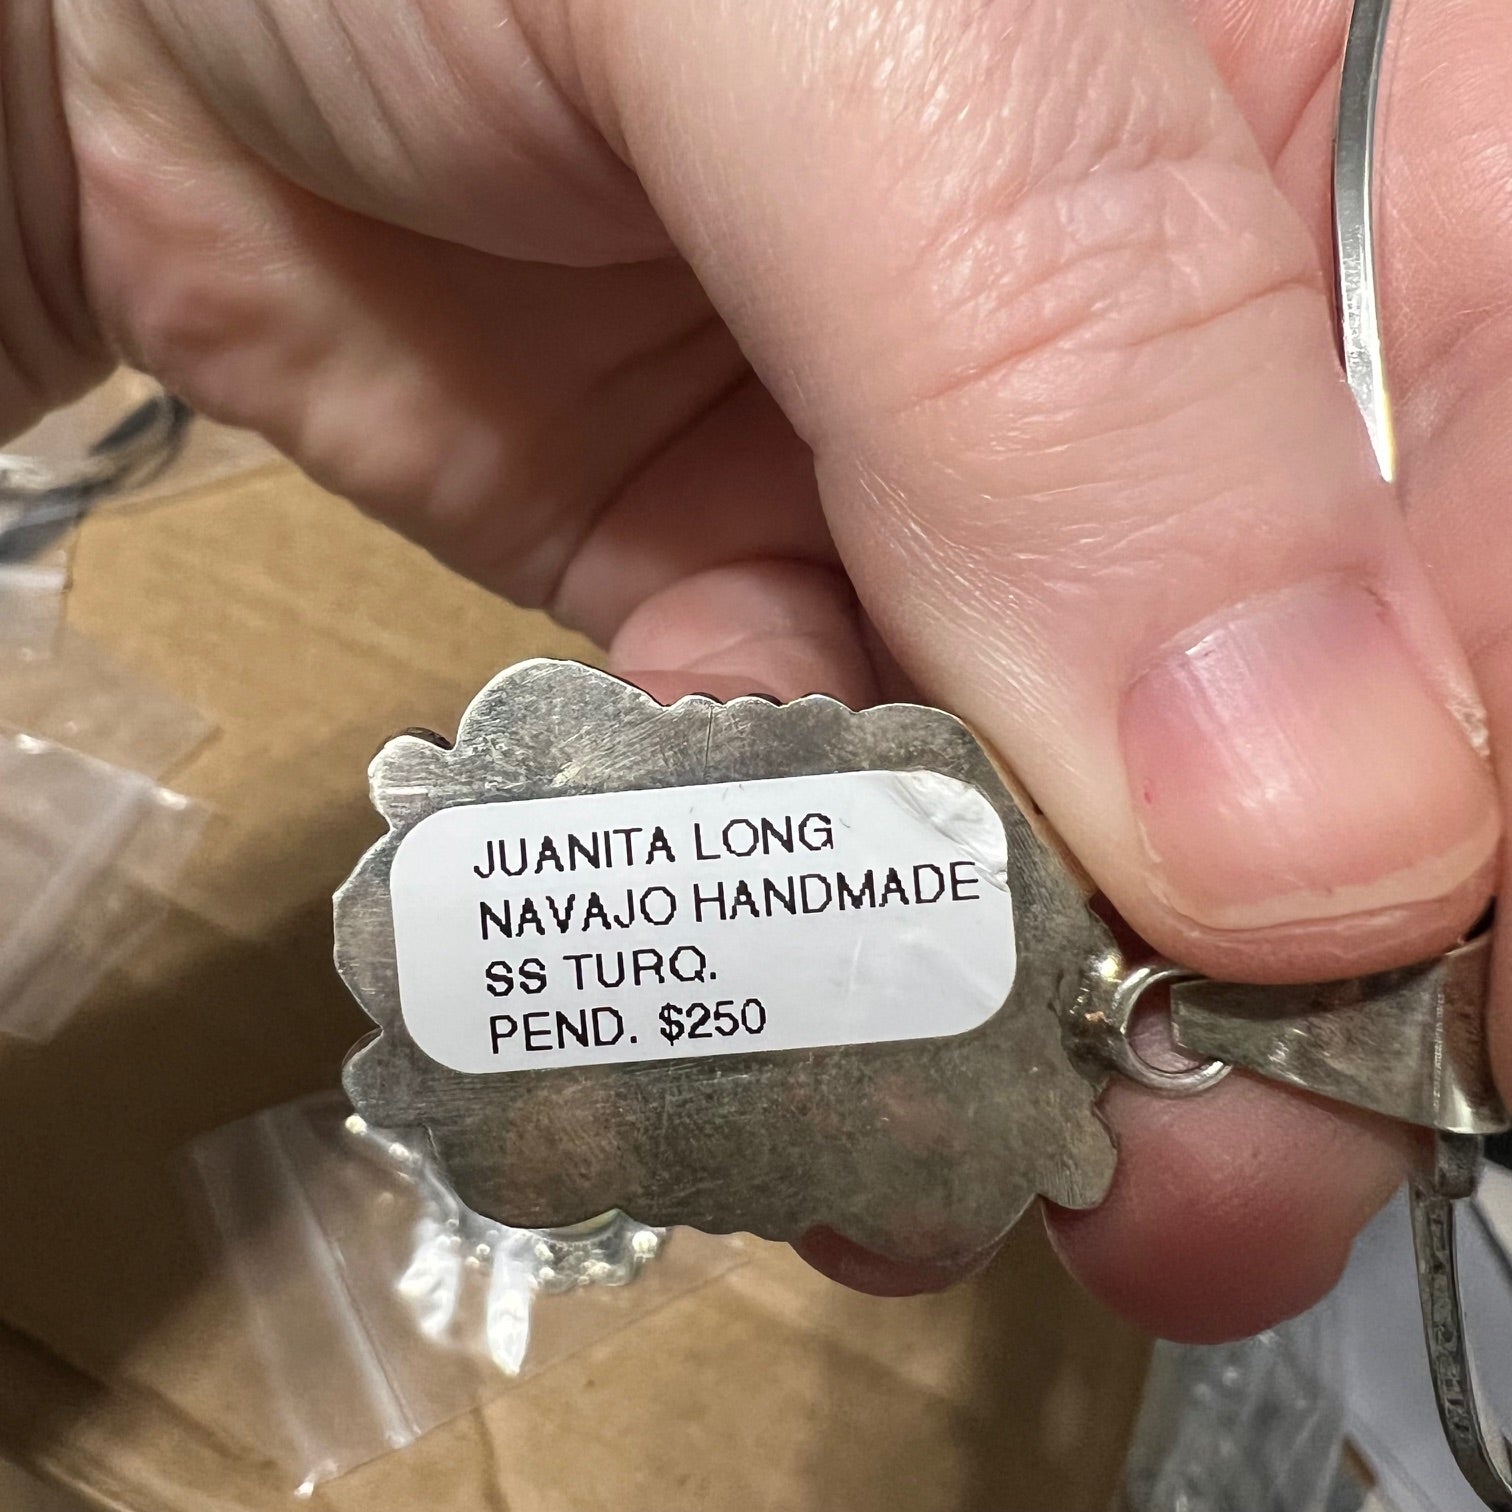 JUANITA LONG
NAVAJO HANDMADE
SS TURQ.
PEND. $250